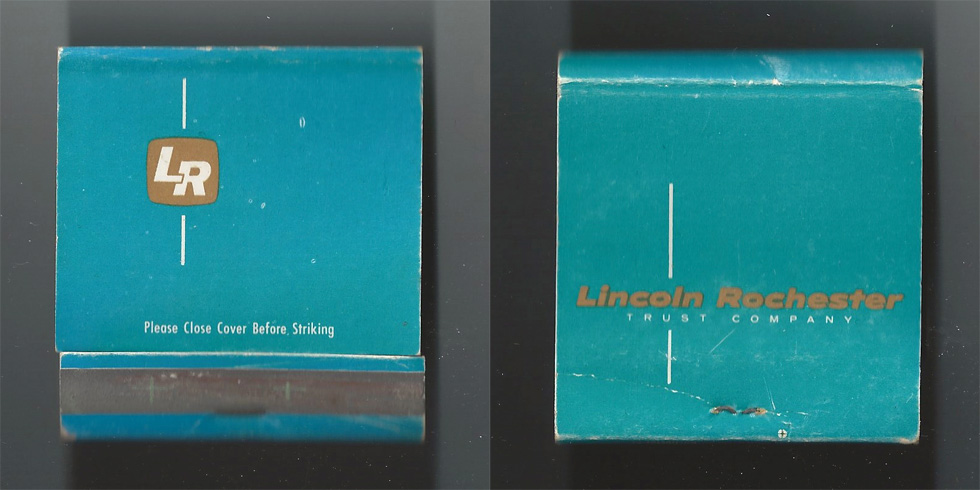 LR
Please Close Cover Before Striking
Lincoln Rochester
TRUST COMPANY